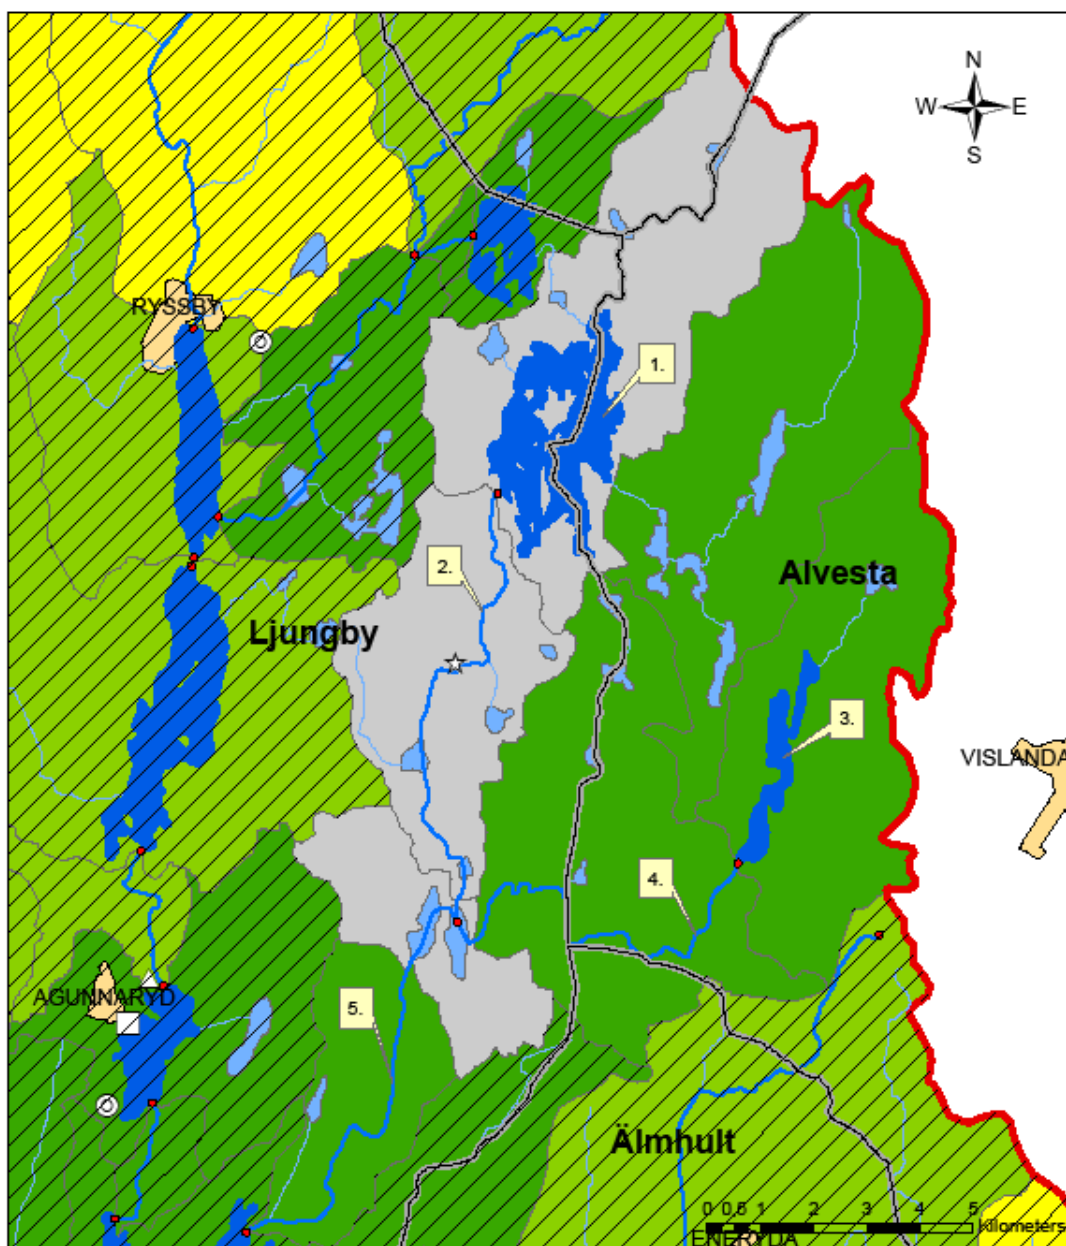 N
W E
S
RYSSBY
1.
2.
Alvesta
Ljungby
3.
VISLANDA
4.
AGUNNARYD
5.
Älmhult
0 0,5 1 2 3 4 5
Kilometers
ENERYDA